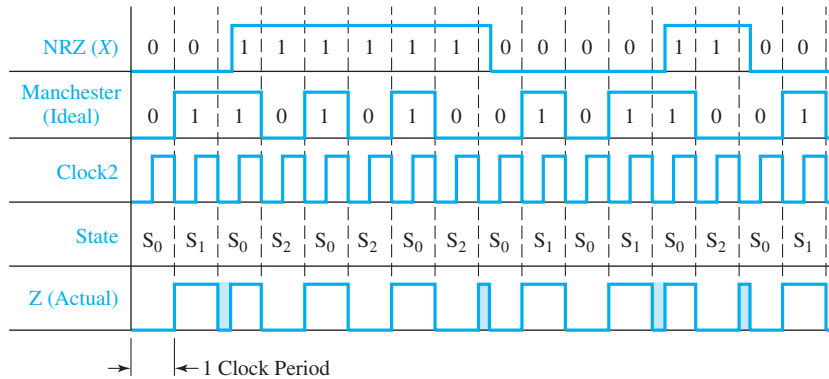 NRZ (X) 0 0 1 1 1 1 1 1 0 0 0 0 1 1 0 0
Manchester
(Ideal) 0 1 1 0 1 0 1 0 0 1 0 1 1 0 0 1
Clock2
State S0 S1 S0 S2 S0 S2 S0 S2 S0 S1 S0 S1 S0 S2 S0 S1
Z (Actual)
1 Clock Period